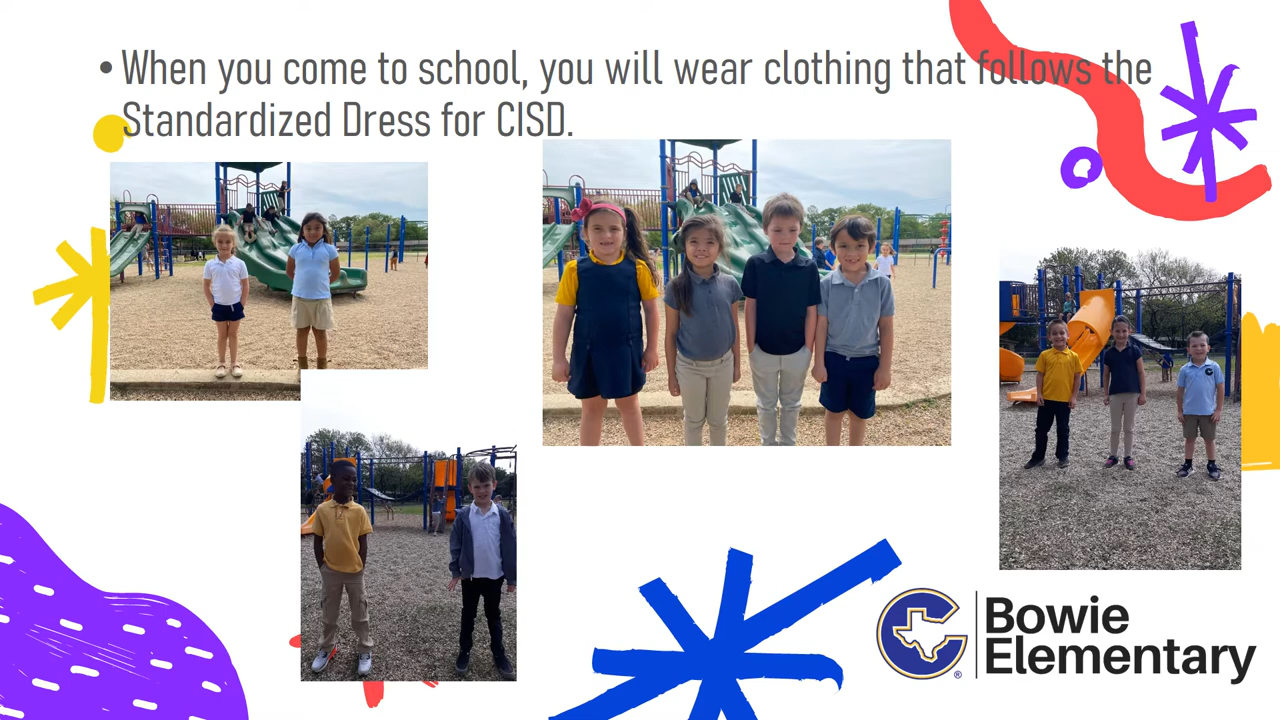 • When you come to school, you will wear clothing that follows the
Standardized Dress for CISD.
Bowie
Elementary
®